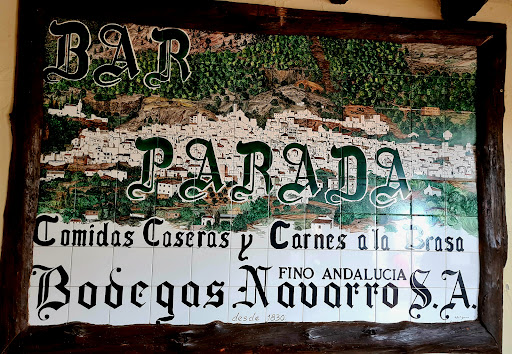 BAR
PARADA
Comidas Caseras y Carnes a la Brasa
FINO ANDALUCIA
Bodegas Navarro S.A.
desde 1830